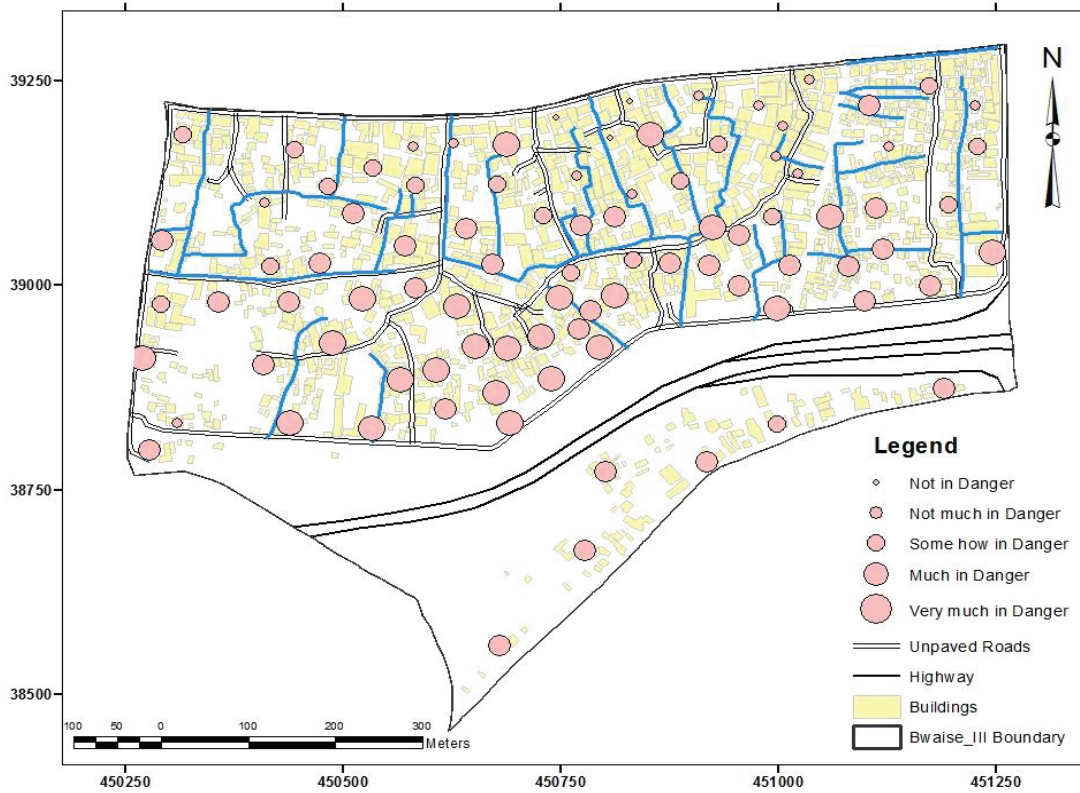 N
39250
39000
38750
38500
Legend
Not in Danger
Not much in Danger
Some how in Danger
Much in Danger
Very much in Danger
Unpaved Roads
Highway
Buildings
Bwaise_III Boundary
100 50 0 100 200 300
Meters
450250 450500 450750 451000 451250